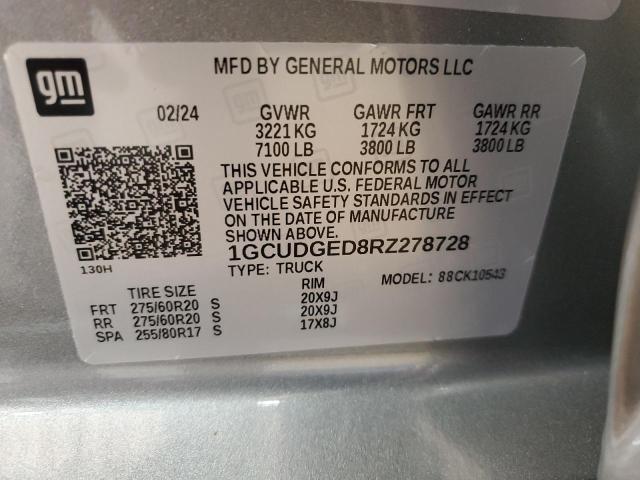 gm
MFD BY GENERAL MOTORS LLC
02/24 GVWR GAWR FRT GAWR RR
3221 KG 1724 KG 1724 KG
7100 LB 3800 LB 3800 LB
THIS VEHICLE CONFORMS TO ALL
APPLICABLE U.S. FEDERAL MOTOR
VEHICLE SAFETY STANDARDS IN EFFECT
ON THE DATE OF MANUFACTURE
SHOWN ABOVE.
1GCUDGED8RZ278728
130H
TYPE: TRUCK MODEL: 88CK10543
TIRE SIZE RIM
FRT 275/60R20 S 20X9J
RR 275/60R20 S 20X9J
SPA 255/80R17 S 17X8J